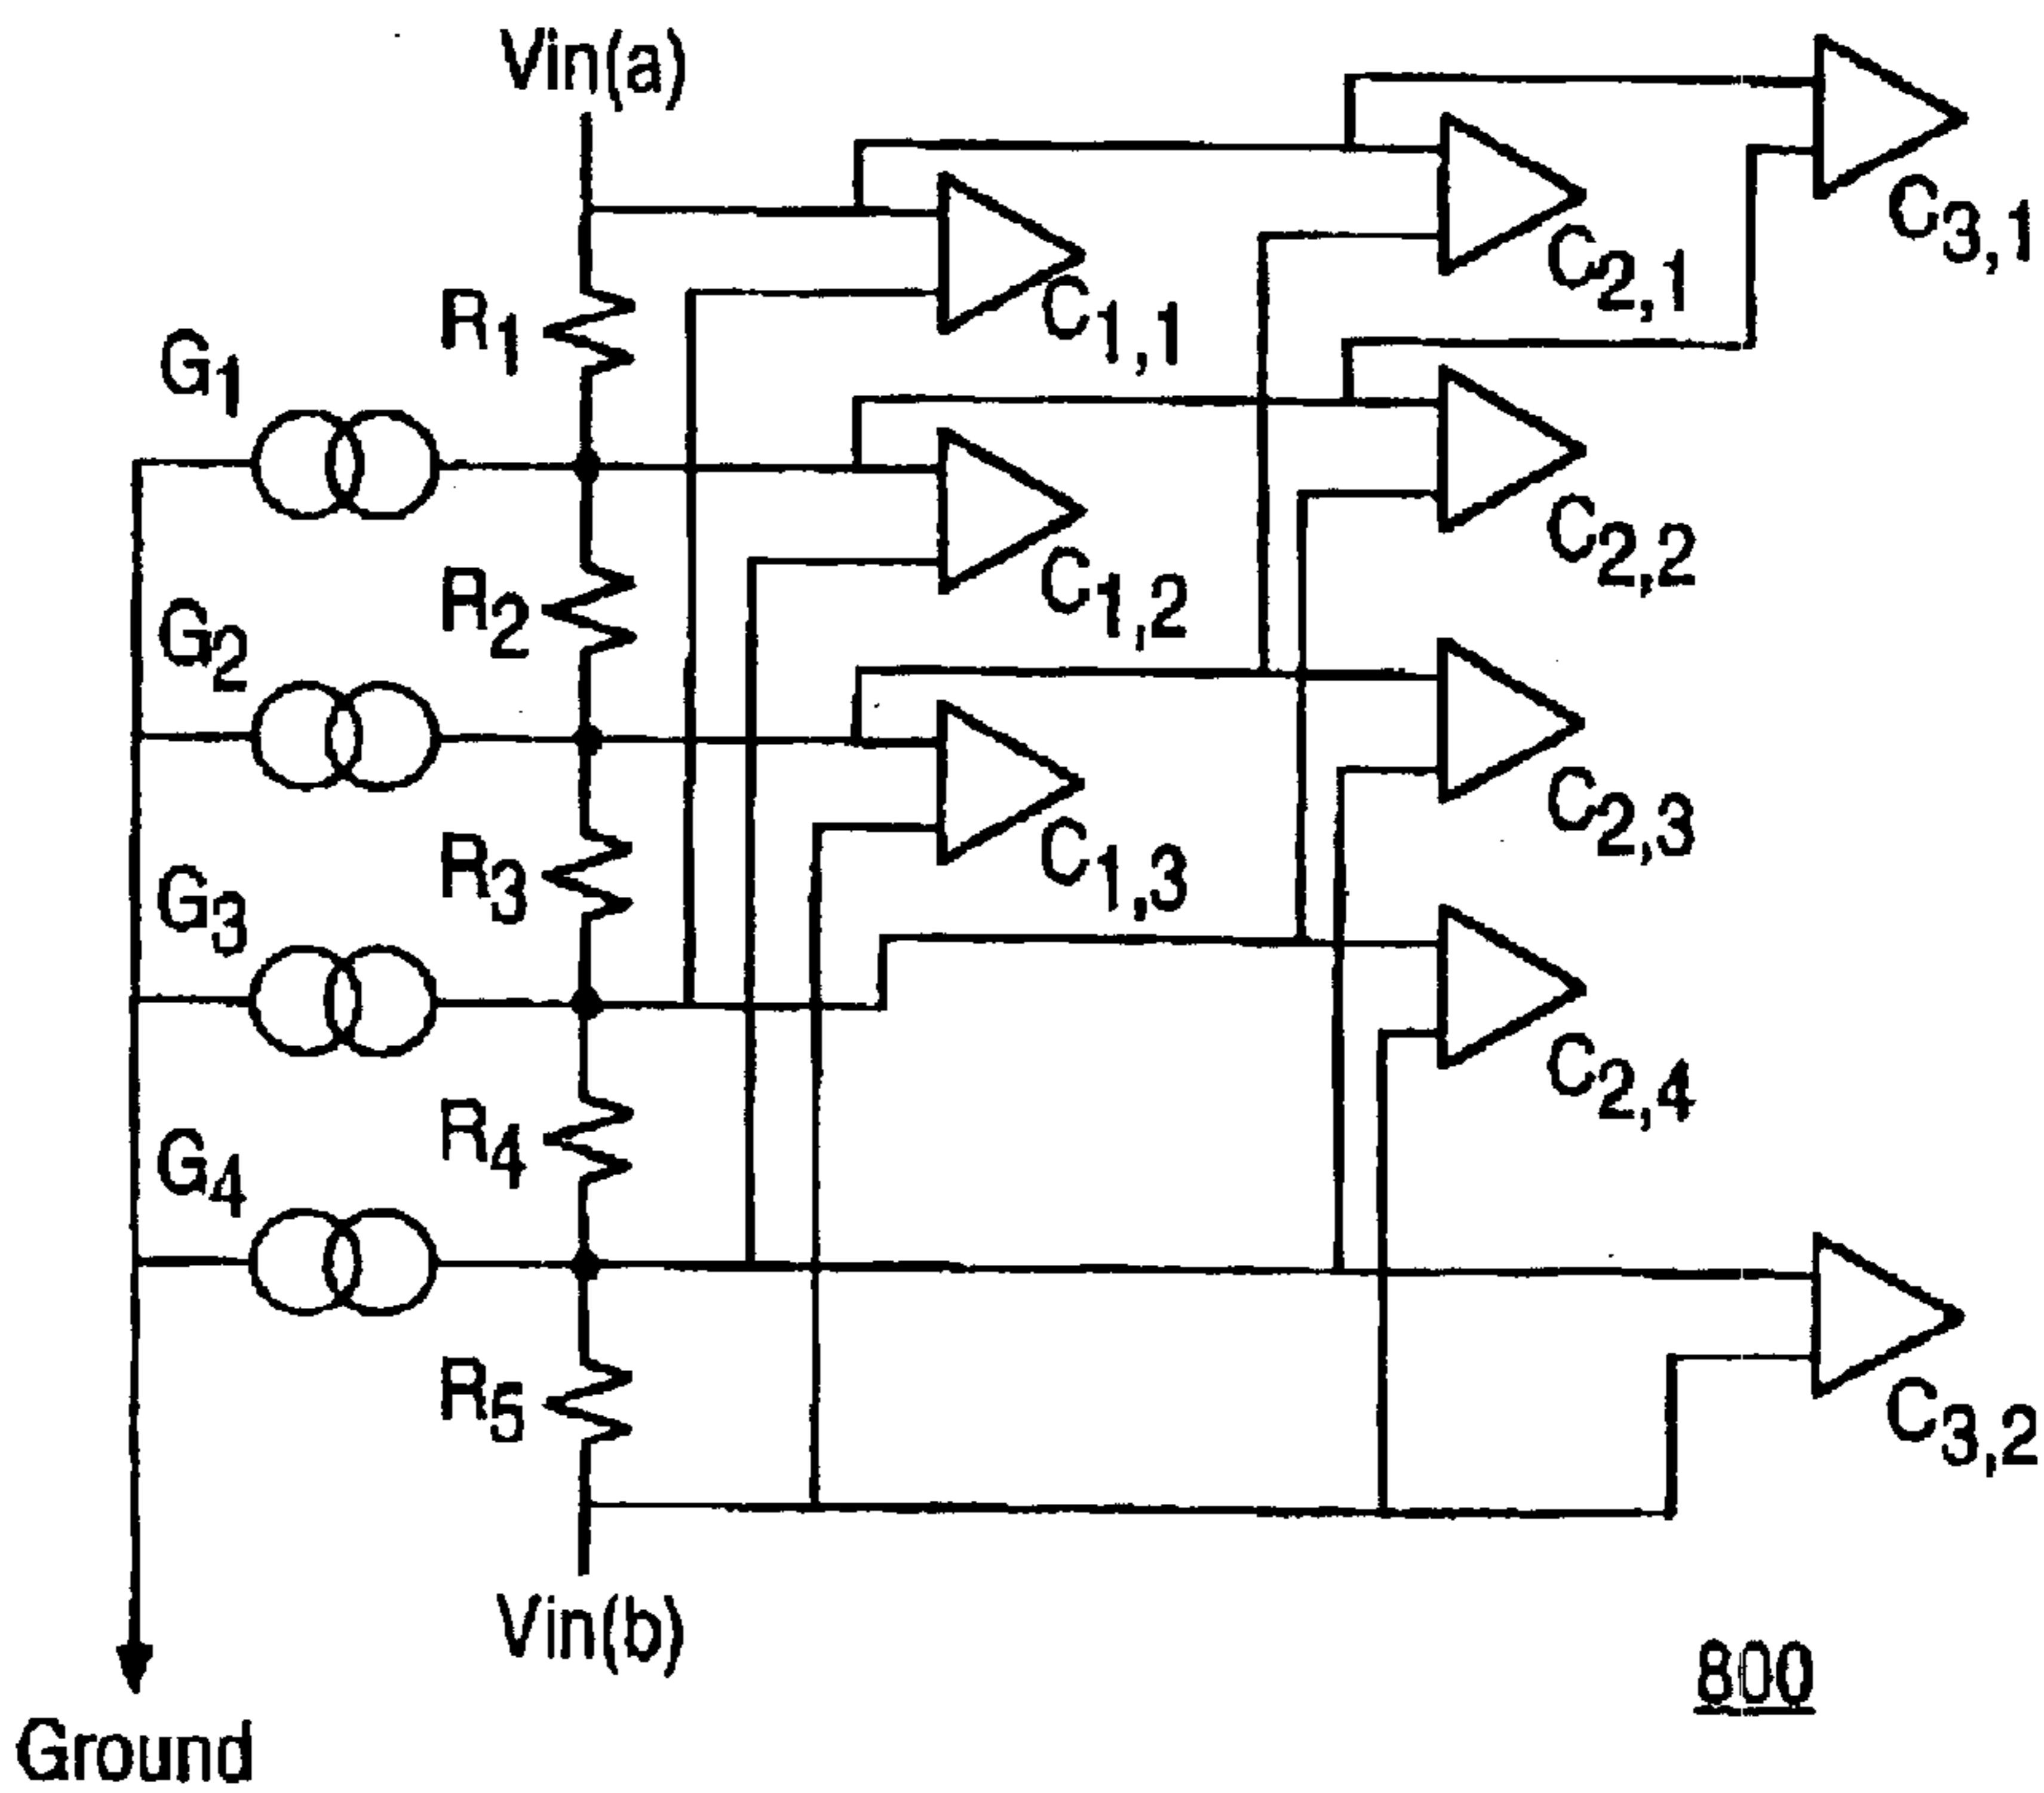 Vin(a)
C3,1
C2,1
R1
C1,1
G1
C2,2
R2
C1,2
G2
C2,3
R3
C1,3
G3
C2,4
R4
G4
R5
C3,2
Vin(b)
800
Ground